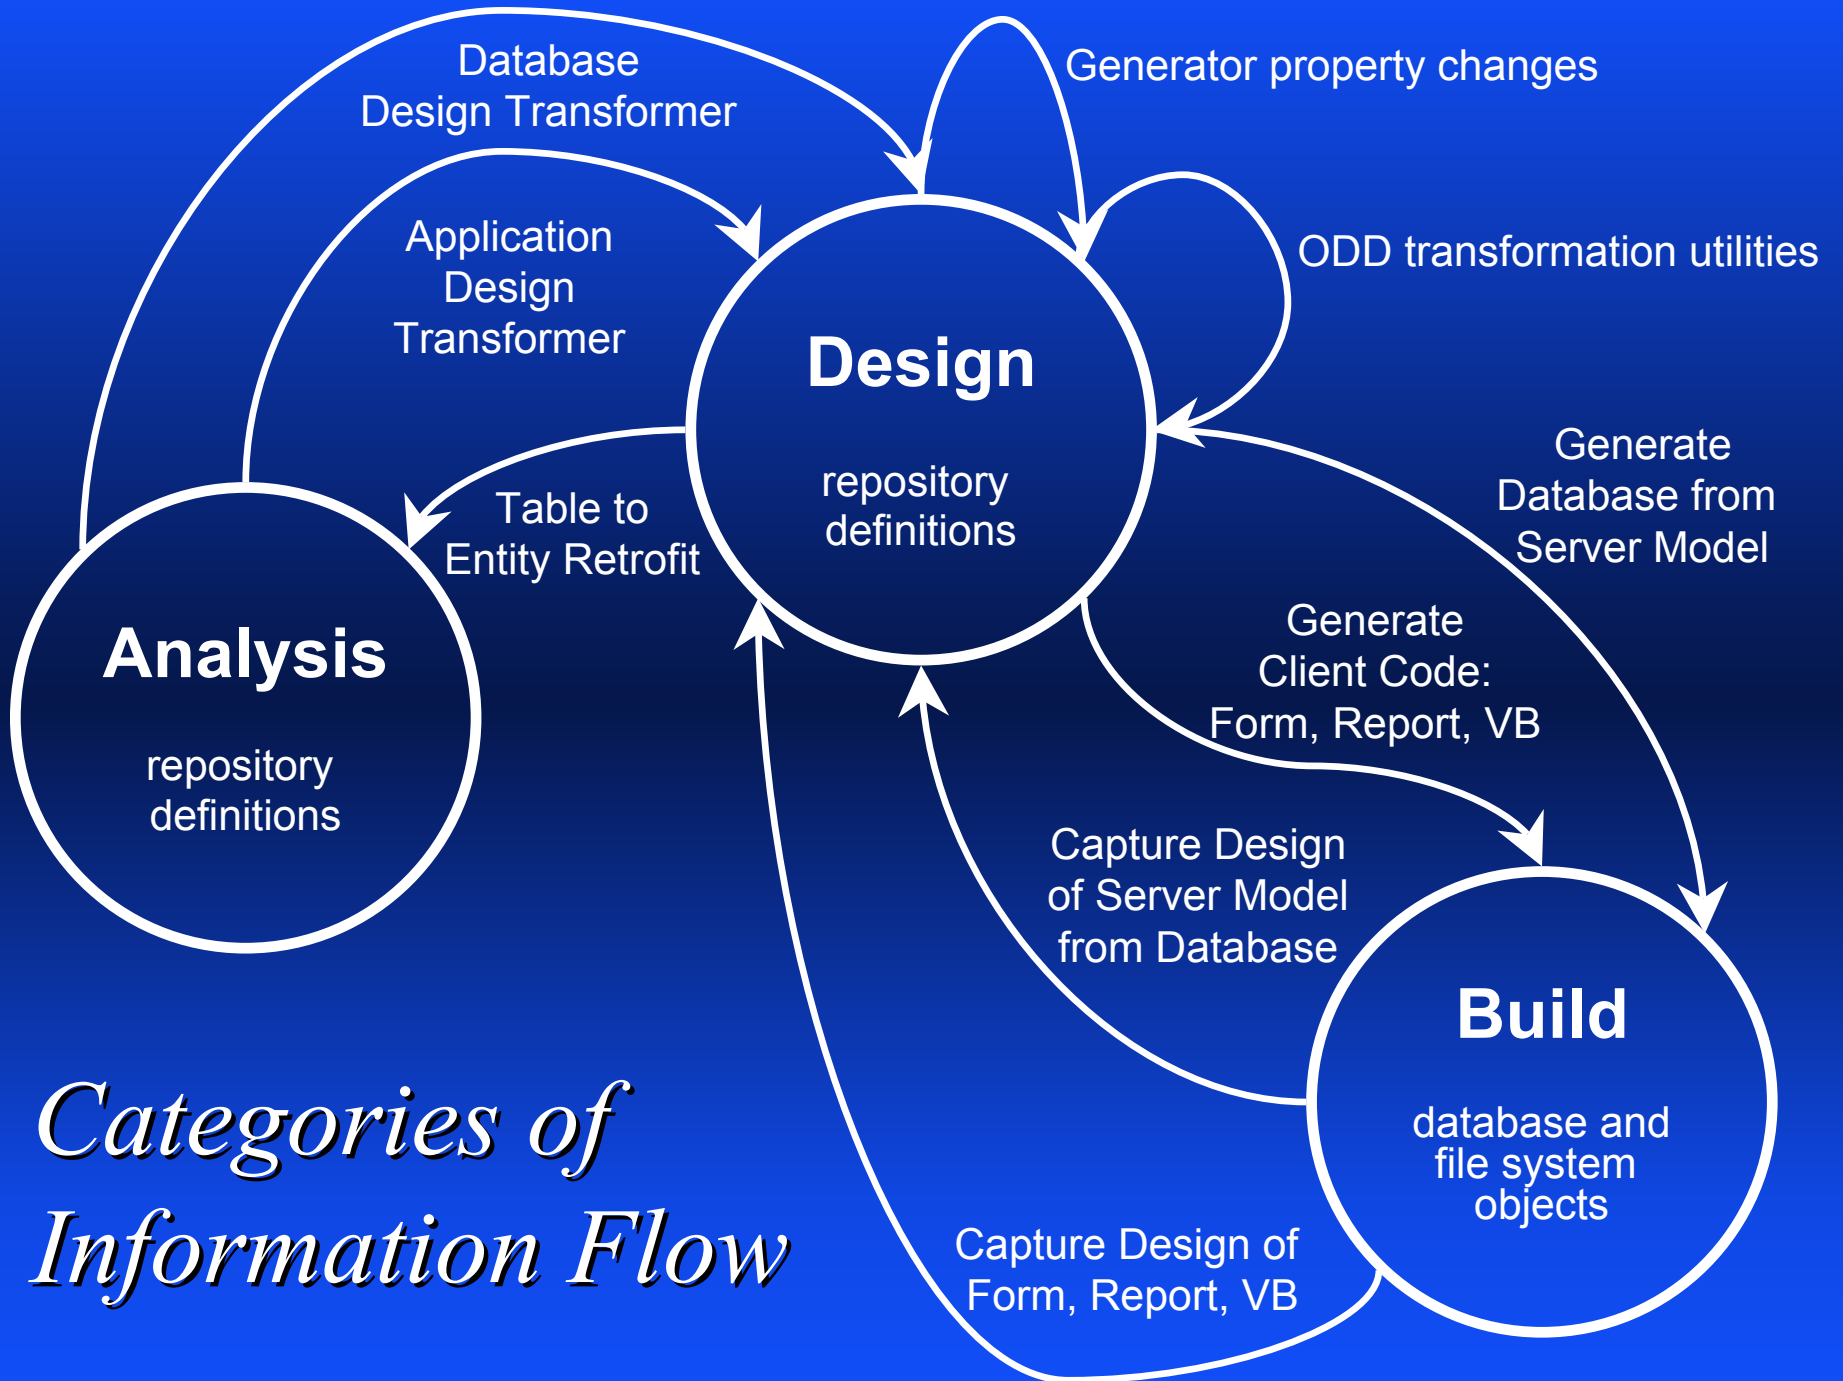 Database
Design Transformer
Generator property changes
Application
Design
Transformer
ODD transformation utilities
Design
repository
definitions
Table to
Entity Retrofit
Generate
Database from
Server Model
Analysis
repository
definitions
Generate
Client Code:
Form, Report, VB
Capture Design
of Server Model
from Database
Build
database and
file system
objects
Capture Design of
Form, Report, VB
Categories of
Information Flow